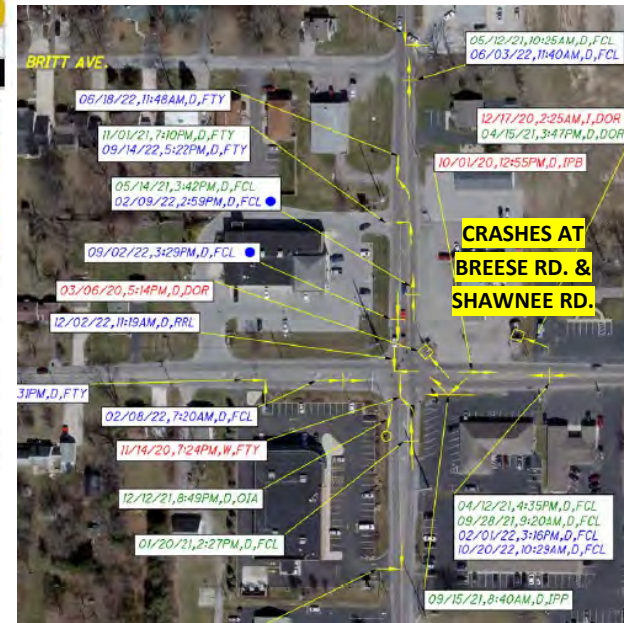 BRITT AVE.
05/12/21,10:25AM,D,FCL
06/03/22,11:40AM,D,FCL
06/18/22,11:48AM,D,FTY
12/17/20,2:25AM,I,DOR
04/15/21,3:47PM,D,DOR
11/01/21,7:10PM,D,FTY
09/14/22,5:22PM,D,FTY
10/01/20,12:55PM,D,IPB
05/14/21,3:42PM,D,FCL
02/09/22,2:59PM,D,FCL
CRASHES AT
BREESE RD. &
SHAWNEE RD.
09/02/22,3:29PM,D,FCL
03/06/20,5:14PM,D,DOR
12/02/22,11:19AM,D,RRL
31PM,D,FTY
02/08/22,7:20AM,D,FCL
11/14/20,7:24PM,W,FTY
12/12/21,8:49PM,D,OIA
04/12/21,4:35PM,D,FCL
09/28/21,9:20AM,D,FCL
02/01/22,3:16PM,D,FCL
10/20/22,10:29AM,D,FCL
01/20/21,2:27PM,D,FCL
09/15/21,8:40AM,D,IPP